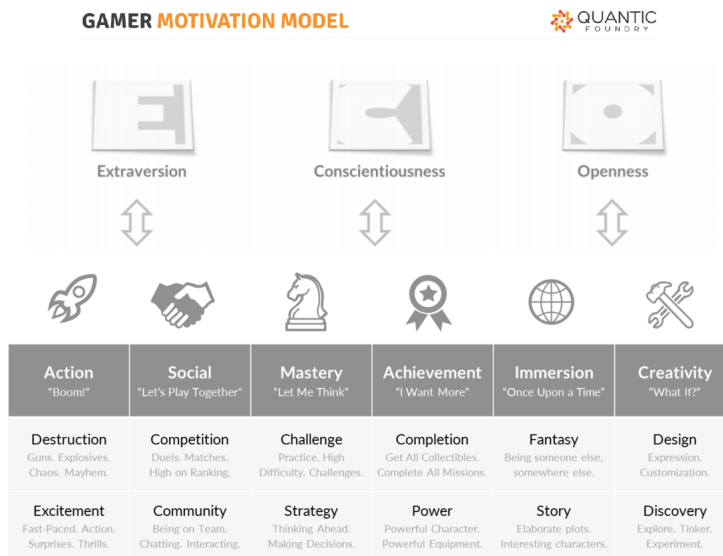 GAMER MOTIVATION MODEL
QUANTIC
FOUNDRY
Extraversion
Conscientiousness
Openness
Action
"Boom!"
Social
"Let's Play Together"
Mastery
"Let Me Think"
Achievement
"I Want More"
Immersion
"Once Upon a Time"
Creativity
"What If?"
Destruction
Guns. Explosives.
Chaos. Mayhem.
Competition
Duels. Matches.
High on Ranking.
Challenge
Practice. High
Difficulty. Challenges.
Completion
Get All Collectibles.
Complete All Missions.
Fantasy
Being someone else,
somewhere else.
Design
Expression.
Customization.
Excitement
Fast-Paced. Action.
Surprises. Thrills.
Community
Being on Team.
Chatting. Interacting.
Strategy
Thinking Ahead.
Making Decisions.
Power
Powerful Character.
Powerful Equipment.
Story
Elaborate plots.
Interesting characters.
Discovery
Explore. Tinker.
Experiment.